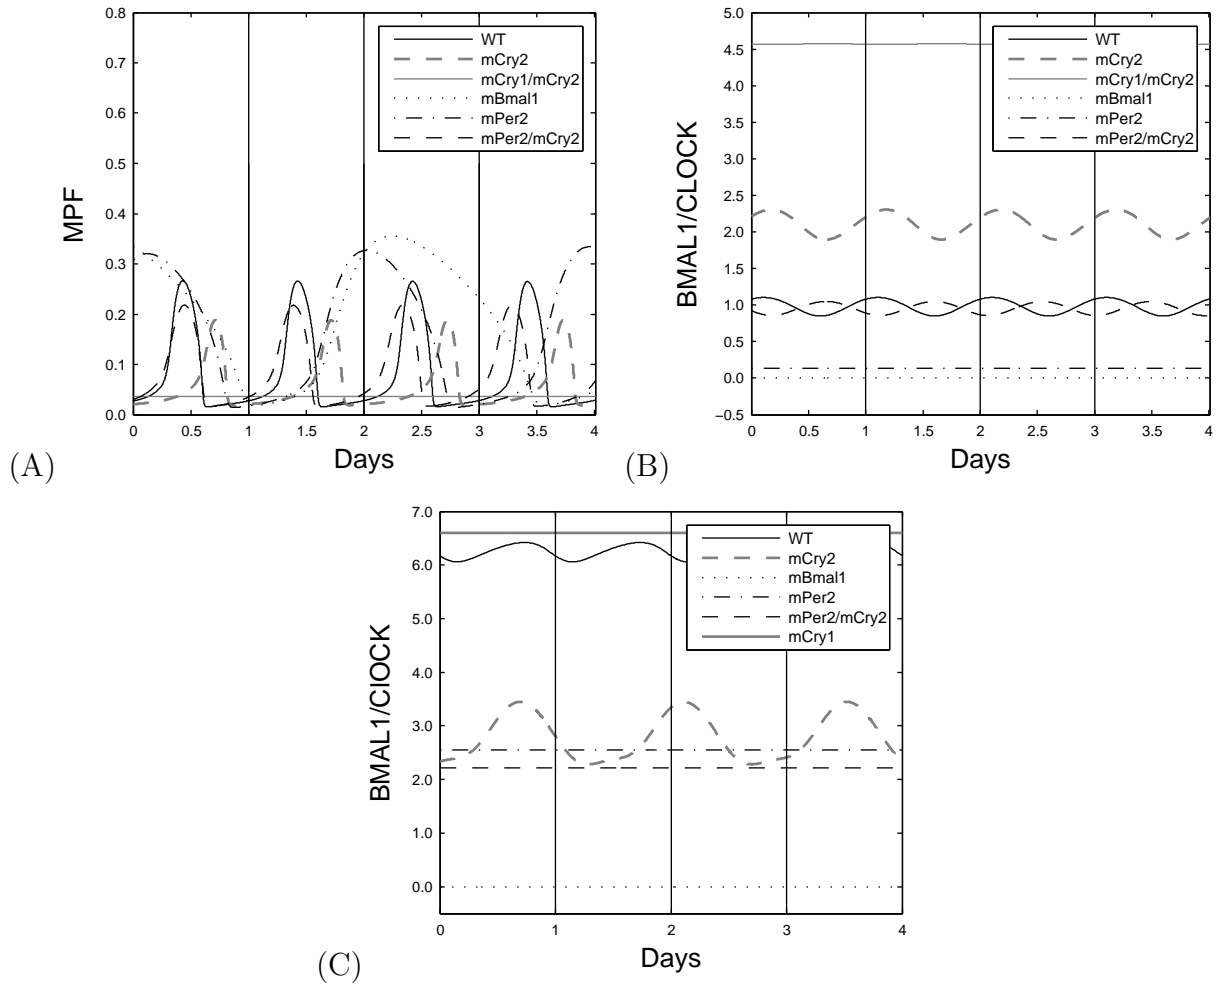 0.8
0.7
0.6
0.5
0.4
0.3
0.2
0.1
0.0
MPF
0 0.5 1 1.5 2 2.5 3 3.5 4
Days
WT
mCry2
mCry1/mCry2
mBmal1
mPer2
mPer2/mCry2
(A)
5.0
4.5
4.0
3.5
3.0
2.5
2.0
1.5
1.0
0.5
0.0
−0.5
BMAL1/CLOCK
0 0.5 1 1.5 2 2.5 3 3.5 4
Days
WT
mCry2
mCry1/mCry2
mBmal1
mPer2
mPer2/mCry2
(B)
7.0
6.0
5.0
4.0
3.0
2.0
1.0
0.0
BMAL1/ClOCK
0 1 2 3 4
Days
WT
mCry2
mBmal1
mPer2
mPer2/mCry2
mCry1
(C)